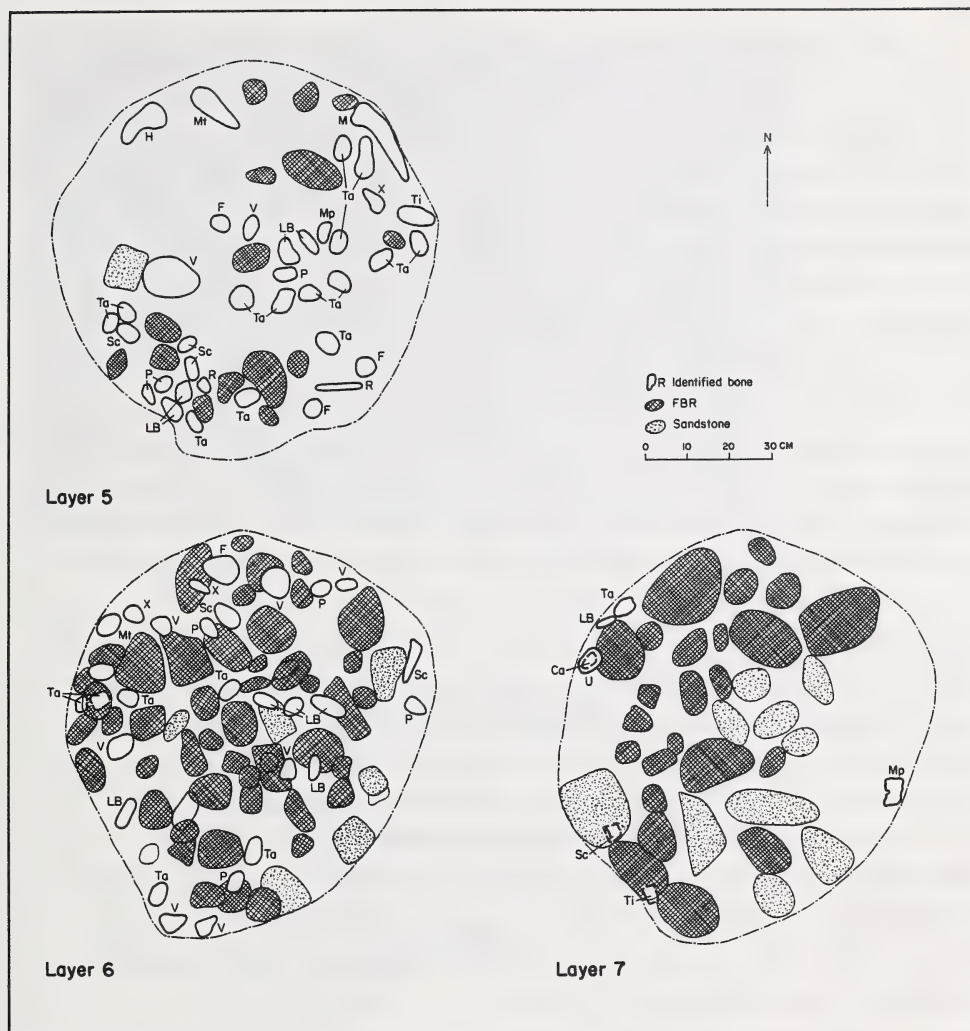 H
Mt
M
Ta
X
Ti
F
V
LB
Mp
Ta
V
P
Ta
Ta
Ta
Sc
Sc
Ta
F
P
R
R
LB
Ta
Ta
F
Layer 5
N
R Identified bone
FBR
Sandstone
0 10 20 30 CM
F
X
V
P
V
Sc
X
Mt
V
P
Sc
Ta
Ta
Ta
LB
P
V
V
LB
LB
Ta
Ta
P
V
V
Layer 6
Ta
LB
Ca
U
Mp
Sc
Ti
Layer 7